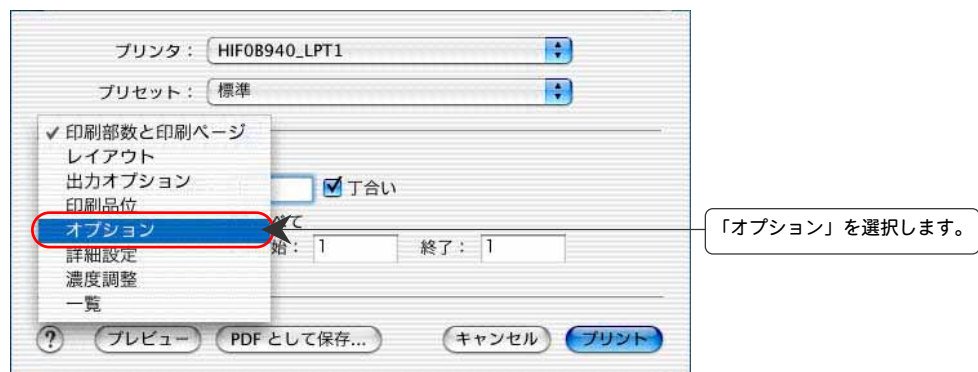 プリンタ： HIF0B940_LPT1
プリセット： 標準
✓ 印刷部数と印刷ページ
レイアウト
出力オプション
丁合い
印刷品位
オプション
べて
「オプション」を選択します。
詳細設定
始： 1 終了： 1
濃度調整
一覧
? プレビュー PDF として保存... キャンセル プリント